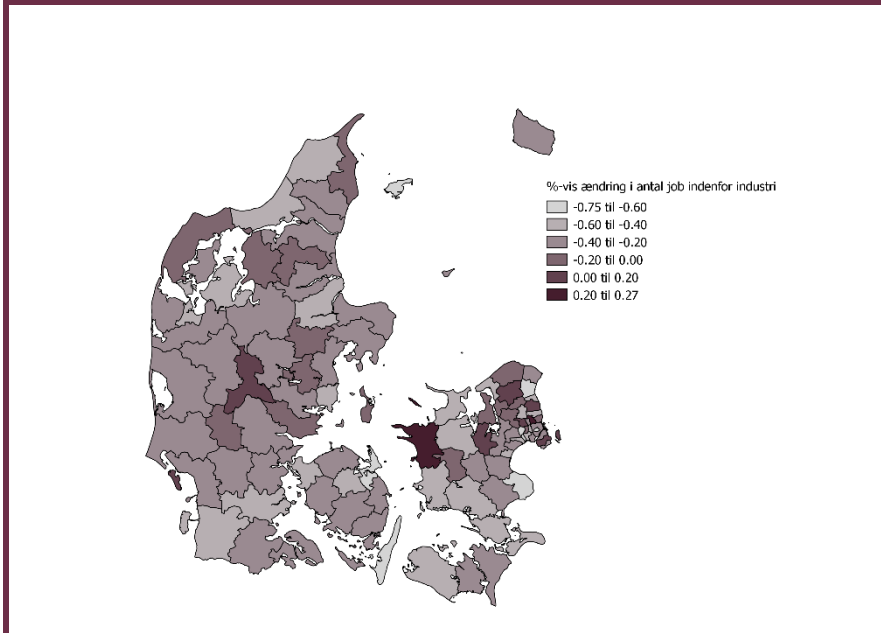 %-vis ændring i antal job indenfor industri
-0.75 til -0.60
-0.60 til -0.40
-0.40 til -0.20
-0.20 til 0.00
0.00 til 0.20
0.20 til 0.27